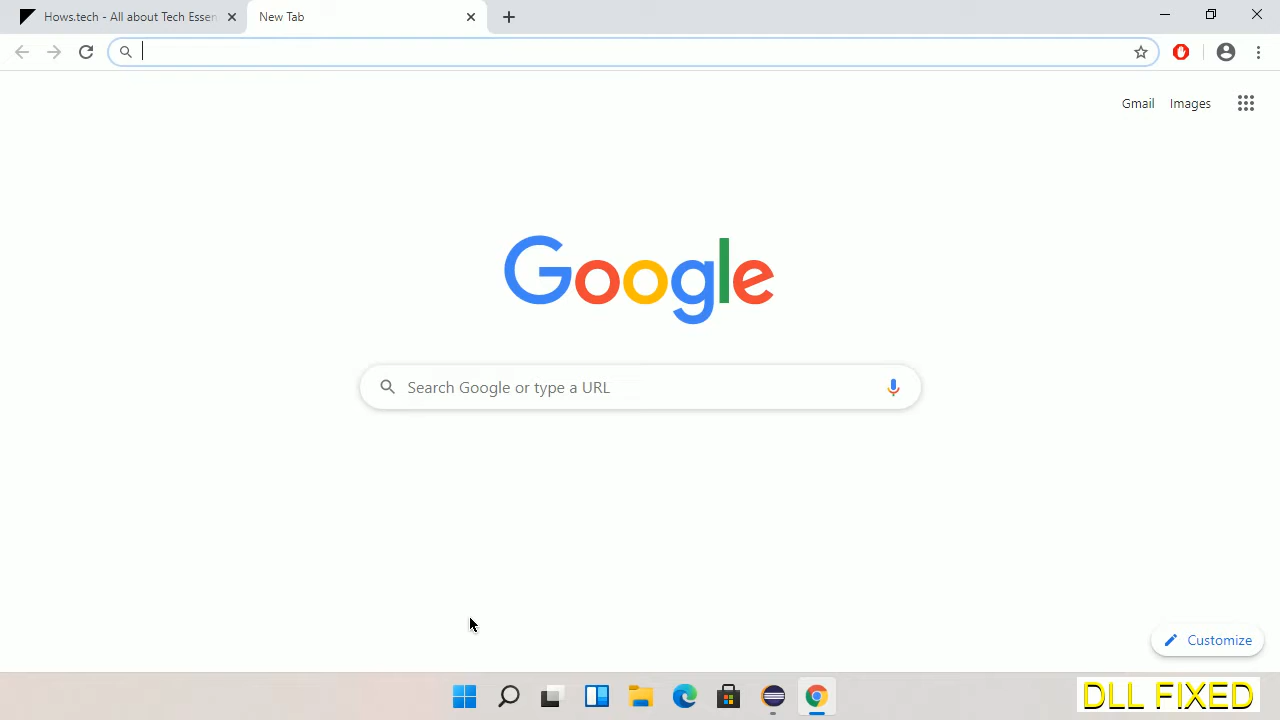 Hows.tech - All about Tech Essen
New Tab
Gmail Images
Google
Search Google or type a URL
Customize
DLL FIXED